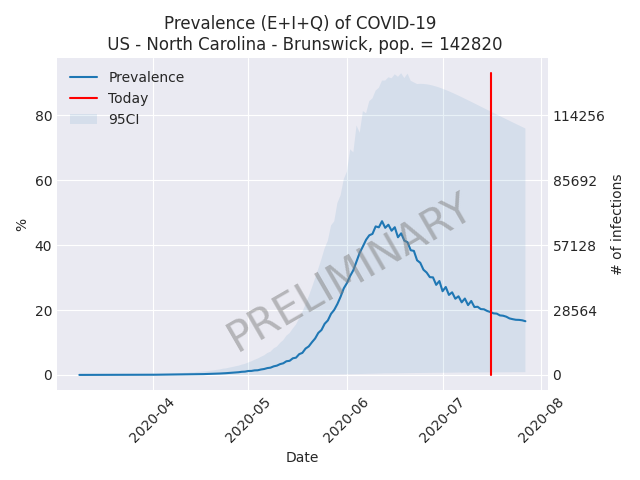 Prevalence (E+I+Q) of COVID-19
US - North Carolina - Brunswick, pop. = 142820
Prevalence
Today
95CI
80
60
40
20
0
%
114256
85692
57128
28564
0
# of infections
PRELIMINARY
2020-04
2020-05
2020-06
2020-07
2020-08
Date